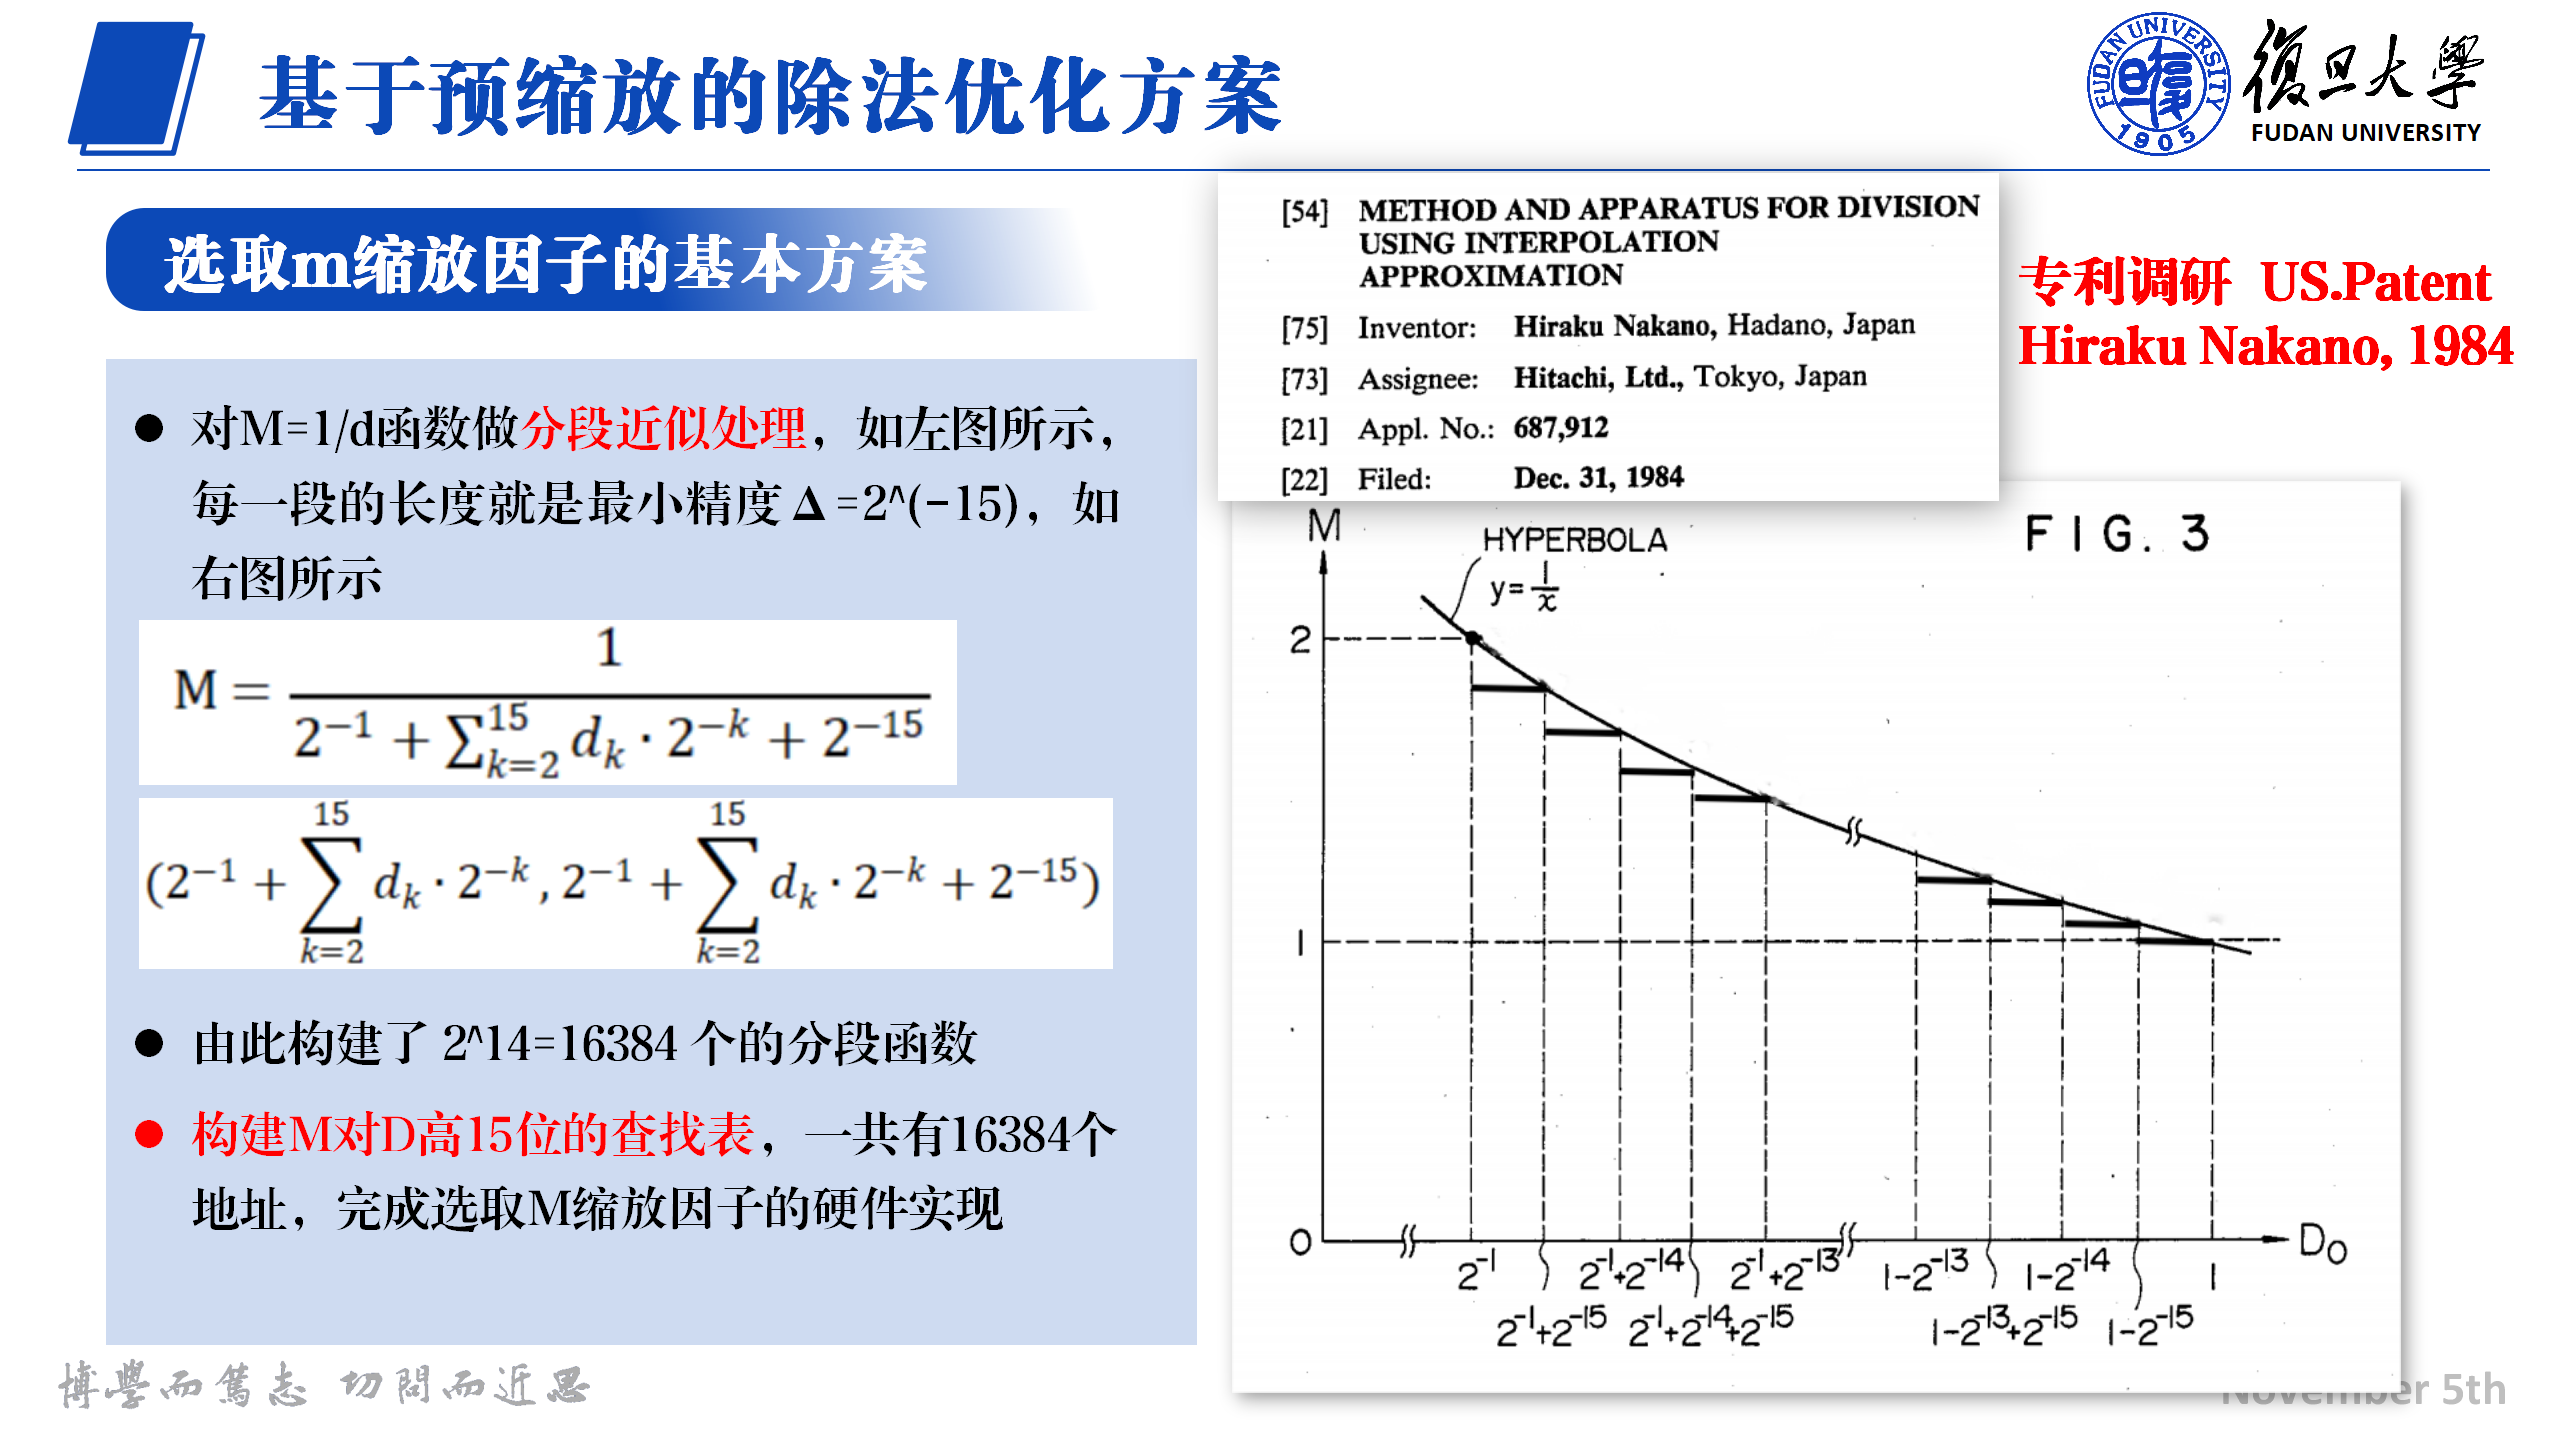 基于预缩放的除法优化方案
FUDAN UNIVERSITY
1905
復旦大學
FUDAN UNIVERSITY
选取m缩放因子的基本方案
[54] METHOD AND APPARATUS FOR DIVISION
USING INTERPOLATION
APPROXIMATION
[75] Inventor: Hiraku Nakano, Hadano, Japan
[73] Assignee: Hitachi, Ltd., Tokyo, Japan
[21] Appl. No.: 687,912
[22] Filed: Dec. 31, 1984
专利调研 US.Patent
Hiraku Nakano, 1984
● 对M=1/d函数做分段近似处理，如左图所示，
每一段的长度就是最小精度Δ=2^(-15)，如
右图所示
M = 1 / (2^{-1} + ∑_{k=2}^{15} d_k · 2^{-k} + 2^{-15})
(2^{-1} + ∑_{k=2}^{15} d_k · 2^{-k} , 2^{-1} + ∑_{k=2}^{15} d_k · 2^{-k} + 2^{-15})
● 由此构建了 2^14=16384 个的分段函数
● 构建M对D高15位的查找表，一共有16384个
地址，完成选取M缩放因子的硬件实现
FIG. 3
M
HYPERBOLA
y=1/x
2
1
0
D₀
2^{-1} 2^{-1}+2^{-14} 2^{-1}+2^{-13} 1-2^{-13} 1-2^{-14} 1
2^{-1}+2^{-15} 2^{-1}+2^{-14}+2^{-15} 1-2^{-13}+2^{-15} 1-2^{-15}
博學而篤志 切問而近思
November 5th